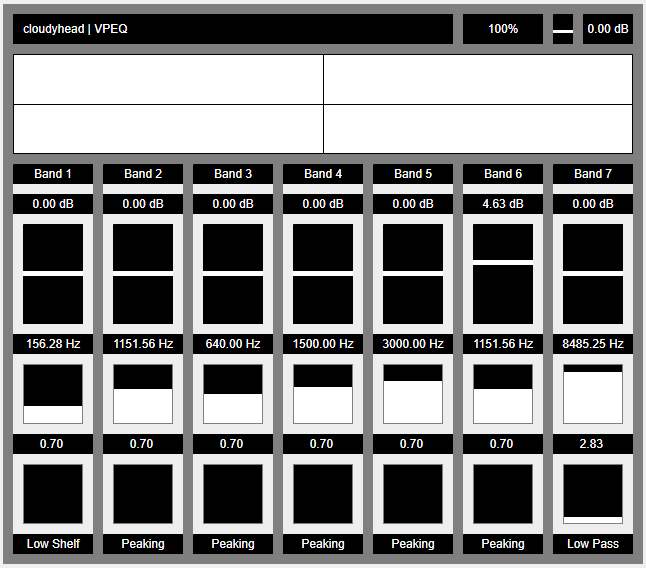 cloudyhead | VPEQ 100% 0.00 dB
Band 1 Band 2 Band 3 Band 4 Band 5 Band 6 Band 7
0.00 dB 0.00 dB 0.00 dB 0.00 dB 0.00 dB 4.63 dB 0.00 dB
156.28 Hz 1151.56 Hz 640.00 Hz 1500.00 Hz 3000.00 Hz 1151.56 Hz 8485.25 Hz
0.70 0.70 0.70 0.70 0.70 0.70 2.83
Low Shelf Peaking Peaking Peaking Peaking Peaking Low Pass